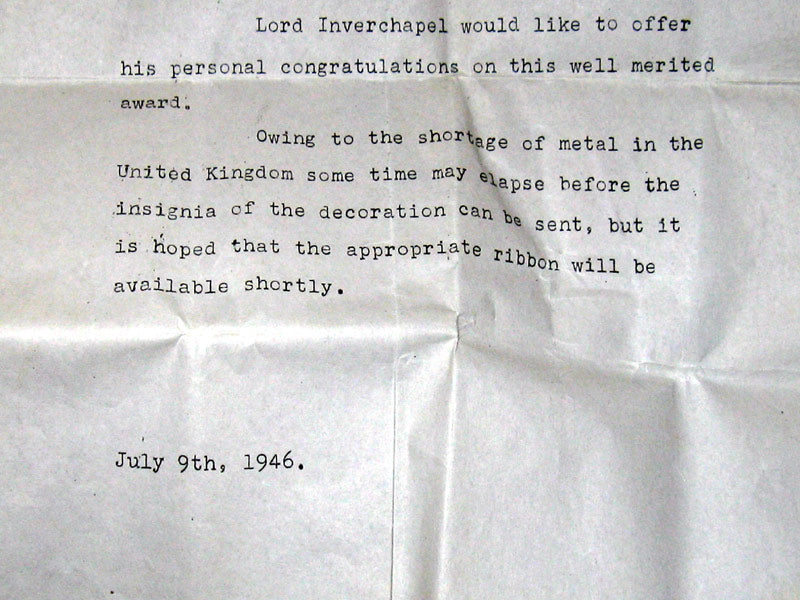 Lord Inverchapel would like to offer
his personal congratulations on this well merited
award.
Owing to the shortage of metal in the
United Kingdom some time may elapse before the
insignia of the decoration can be sent, but it
is hoped that the appropriate ribbon will be
available shortly.
July 9th, 1946.